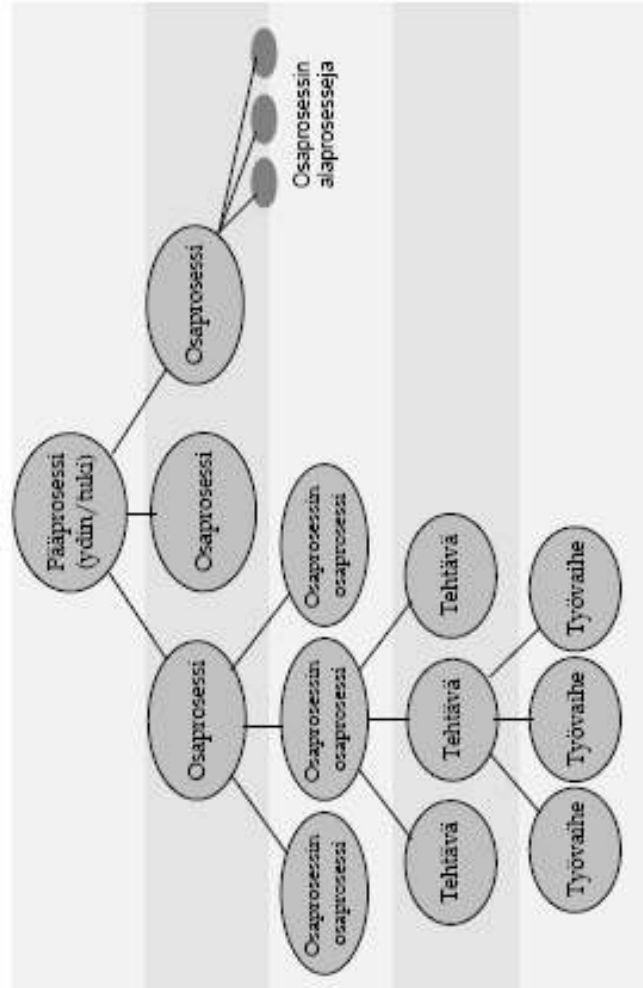 Pääprosessi
(ydin/tuki)
Osaprosessi
Osaprosessi
Osaprosessi
Osaprosessin
osaprosessi
Osaprosessin
osaprosessi
Osaprosessin
osaprosessi
Osaprosessin
alaprosesseja
Tehtävä
Tehtävä
Tehtävä
Työvaihe
Työvaihe
Työvaihe